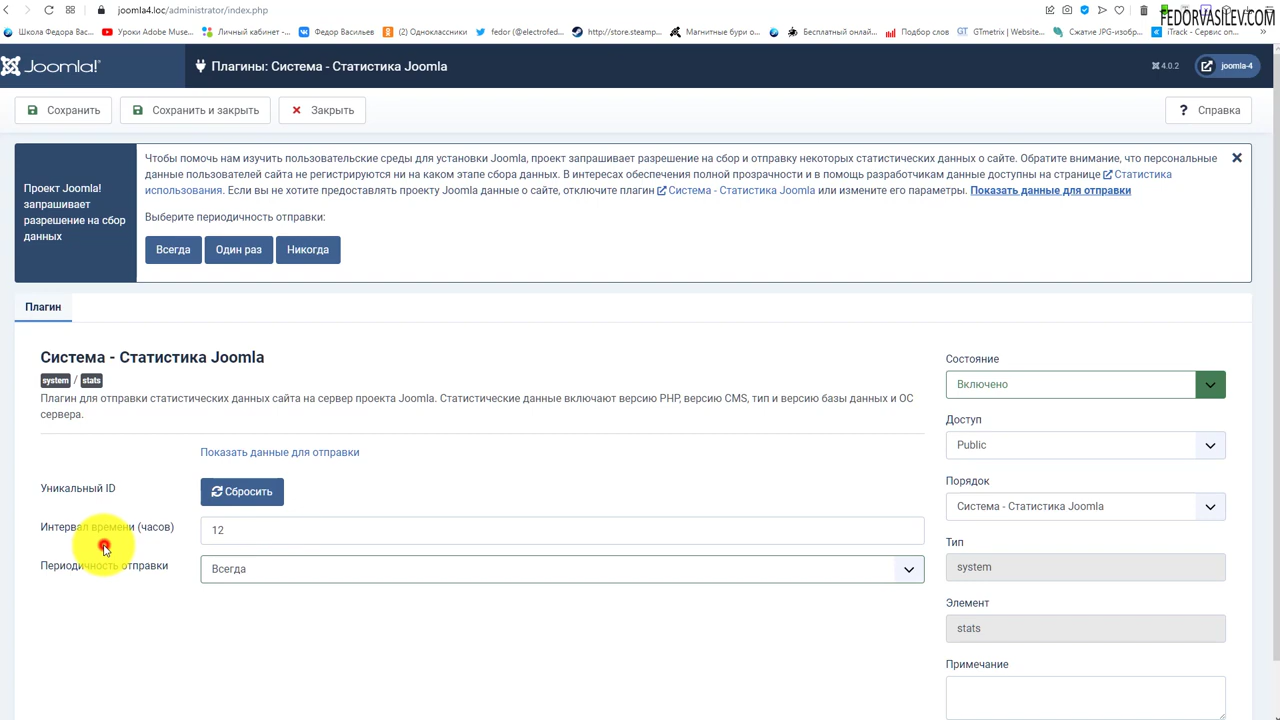 joomla4.loc/administrator/index.php
FEDORVASILEV.COM
Школа Федора Вас...
Уроки Adobe Muse...
Личный кабинет -...
Федор Васильев
(2) Одноклассники
fedor (@electrofed...
http://store.steamp...
Магнитные бури о...
Бесплатный онлай...
Подбор слов
GTmetrix | Website...
Сжатие JPG-изобр...
iTrack - Сервис оп...
Joomla!
Плагины: Система - Статистика Joomla
4.0.2
joomla-4
Сохранить
Сохранить и закрыть
Закрыть
Справка
Проект Joomla!
запрашивает
разрешение на сбор
данных
Чтобы помочь нам изучить пользовательские среды для установки Joomla, проект запрашивает разрешение на сбор и отправку некоторых статистических данных о сайте. Обратите внимание, что персональные
данные пользователей сайта не регистрируются ни на каком этапе сбора данных. В интересах обеспечения полной прозрачности и в помощь разработчикам данные доступны на странице Статистика
использования. Если вы не хотите предоставлять проекту Joomla данные о сайте, отключите плагин Система - Статистика Joomla или измените его параметры. Показать данные для отправки
Выберите периодичность отправки:
Всегда
Один раз
Никогда
Плагин
Система - Статистика Joomla
system / stats
Плагин для отправки статистических данных сайта на сервер проекта Joomla. Статистические данные включают версию PHP, версию CMS, тип и версию базы данных и ОС
сервера.
Показать данные для отправки
Уникальный ID
Сбросить
Интервал времени (часов)
12
Периодичность отправки
Всегда
Состояние
Включено
Доступ
Public
Порядок
Система - Статистика Joomla
Тип
system
Элемент
stats
Примечание